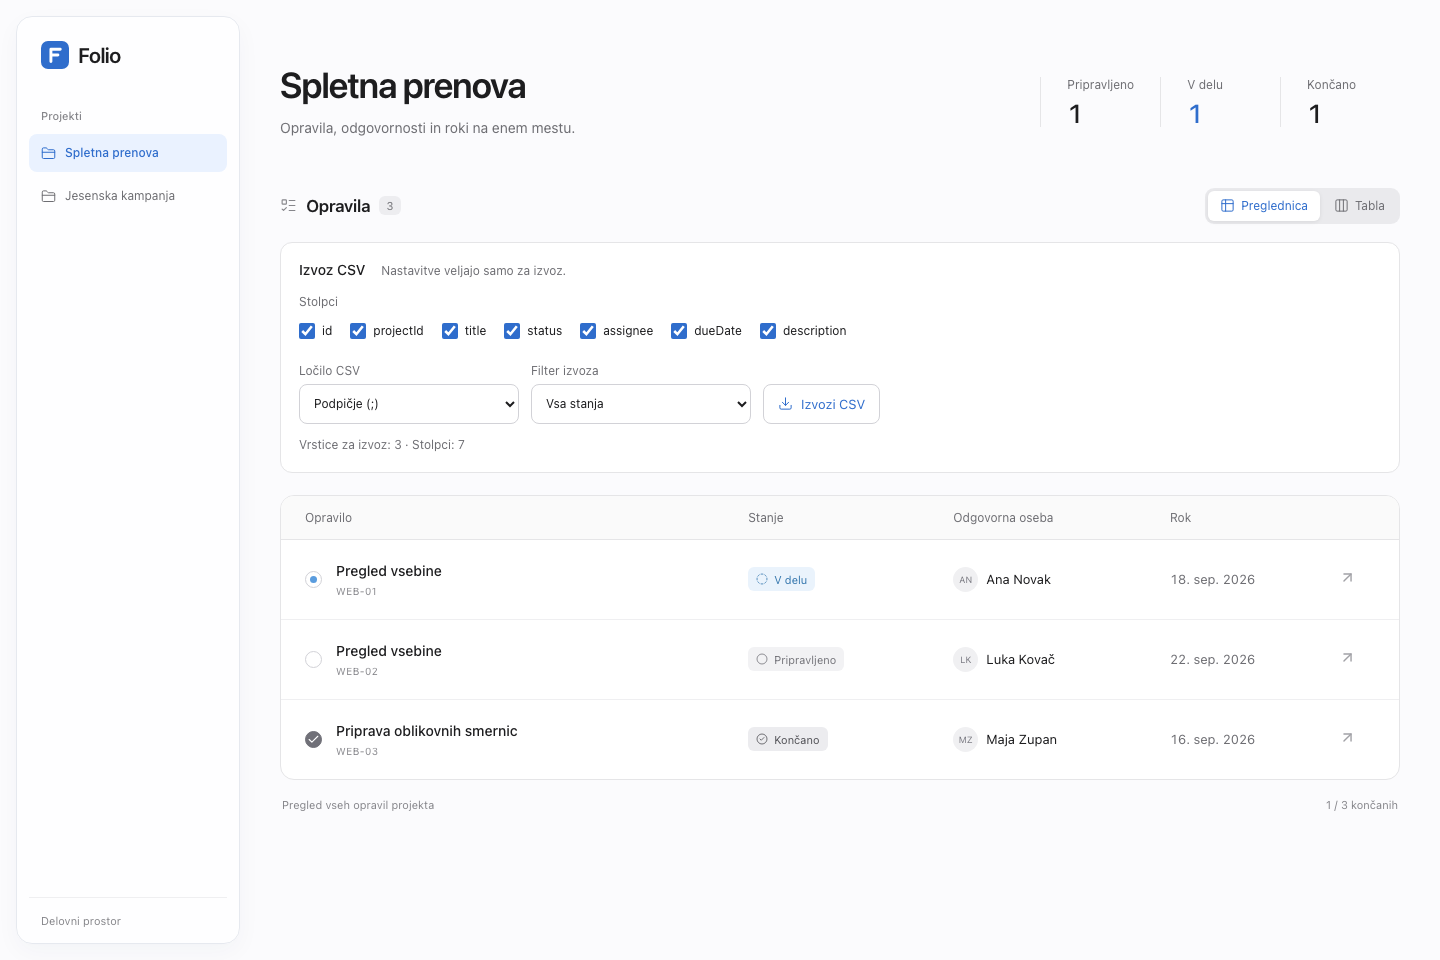 Folio
Projekti
Spletna prenova
Jesenska kampanja
Delovni prostor
Spletna prenova
Opravila, odgovornosti in roki na enem mestu.
Pripravljeno
1
V delu
1
Končano
1
Opravila 3
Preglednica
Tabla
Izvoz CSV Nastavitve veljajo samo za izvoz.
Stolpci
id projectId title status assignee dueDate description
Ločilo CSV
Filter izvoza
Podpičje (;)
Vsa stanja
Izvozi CSV
Vrstice za izvoz: 3 · Stolpci: 7
Opravilo Stanje Odgovorna oseba Rok
Pregled vsebine
WEB-01
V delu
AN Ana Novak
18. sep. 2026
Pregled vsebine
WEB-02
Pripravljeno
LK Luka Kovač
22. sep. 2026
Priprava oblikovnih smernic
WEB-03
Končano
MZ Maja Zupan
16. sep. 2026
Pregled vseh opravil projekta
1 / 3 končanih